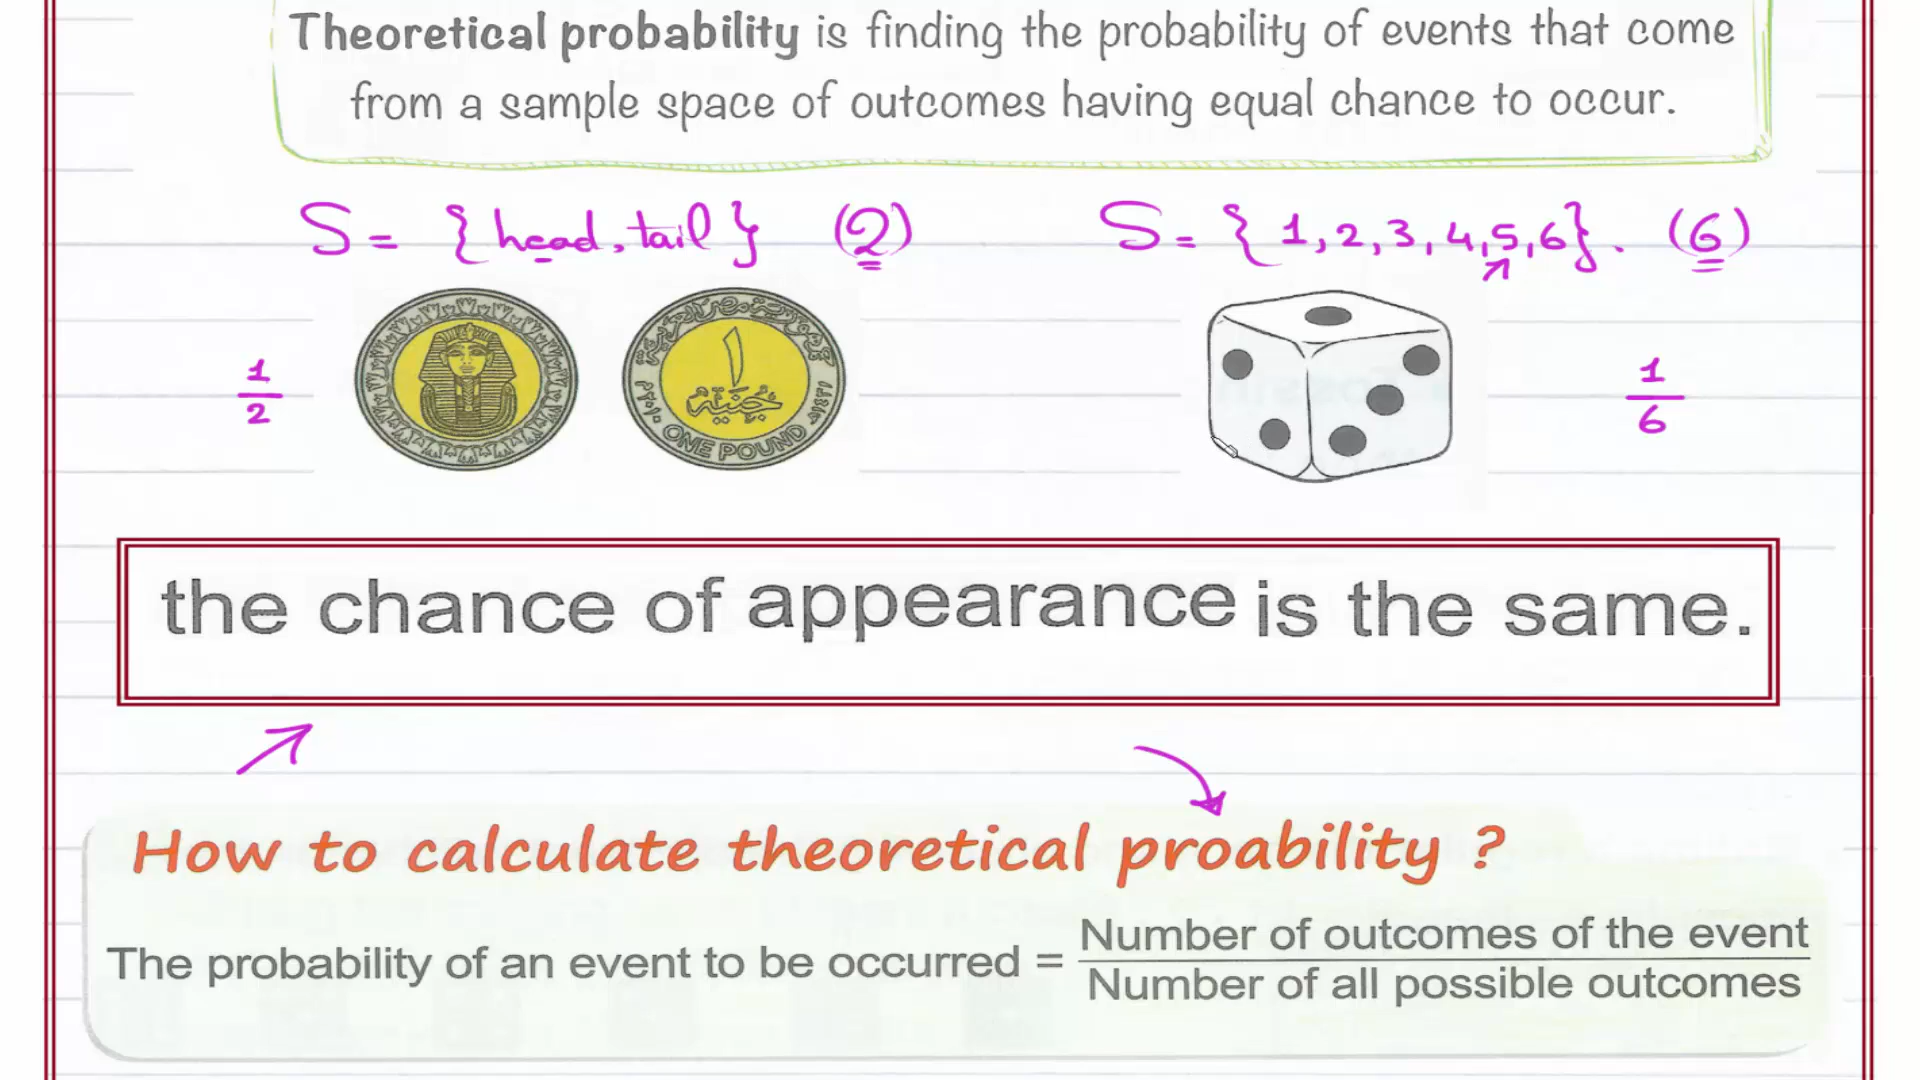 Theoretical probability is finding the probability of events that come
from a sample space of outcomes having equal chance to occur.
S = { head, tail } (2)
S = { 1, 2, 3, 4, 5, 6 }. (6)
1/2
ONE POUND
١
جنيه
1/6
the chance of appearance is the same.
How to calculate theoretical proability ?
The probability of an event to be occurred = Number of outcomes of the event
Number of all possible outcomes